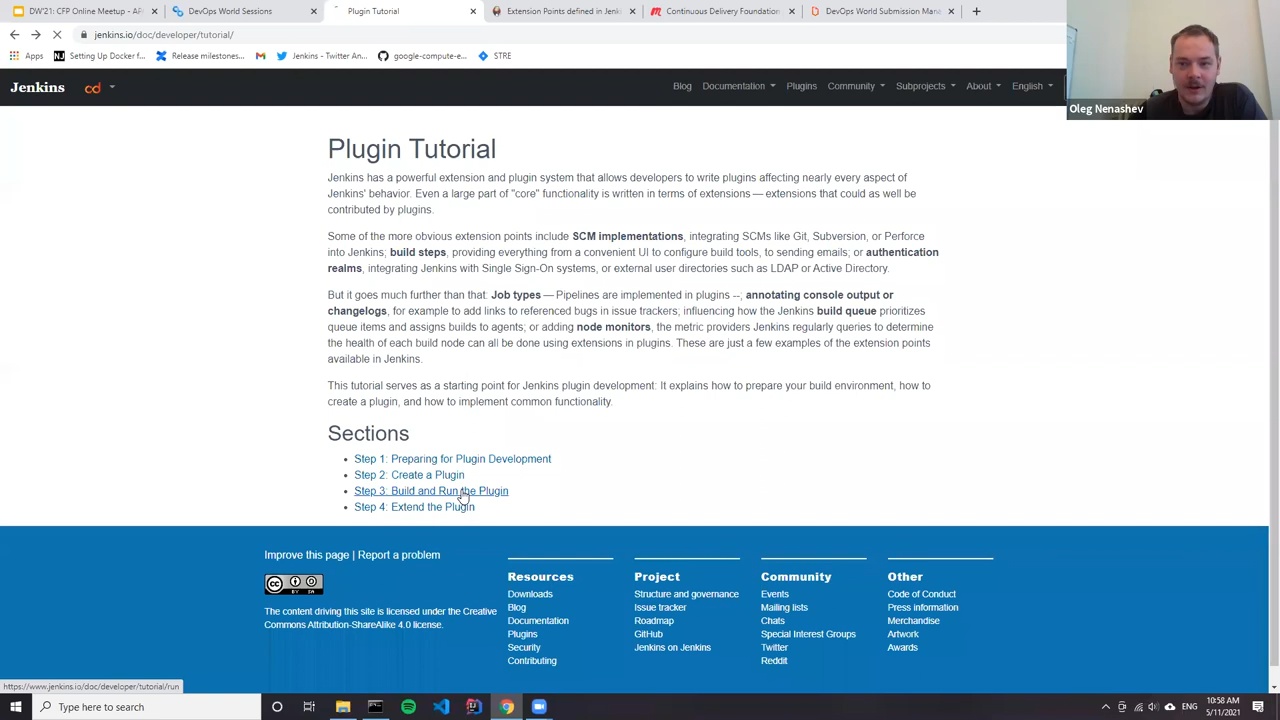 DW'21: CFP Online Meetup - AP
DevOps World Sessions
Plugin Tutorial
Extension Points defined in Jenk
Continuous Delivery Foundation
DevOps World Submission Man
jenkins.io/doc/developer/tutorial/
Apps
Setting Up Docker f...
Release milestones...
Jenkins - Twitter An...
google-compute-e...
STRE
Jenkins
cd
Blog
Documentation
Plugins
Community
Subprojects
About
English
Oleg Nenashev
Plugin Tutorial
Jenkins has a powerful extension and plugin system that allows developers to write plugins affecting nearly every aspect of
Jenkins' behavior. Even a large part of "core" functionality is written in terms of extensions — extensions that could as well be
contributed by plugins.
Some of the more obvious extension points include SCM implementations, integrating SCMs like Git, Subversion, or Perforce
into Jenkins; build steps, providing everything from a convenient UI to configure build tools, to sending emails; or authentication
realms, integrating Jenkins with Single Sign-On systems, or external user directories such as LDAP or Active Directory.
But it goes much further than that: Job types — Pipelines are implemented in plugins --, annotating console output or
changelogs, for example to add links to referenced bugs in issue trackers; influencing how the Jenkins build queue prioritizes
queue items and assigns builds to agents; or adding node monitors, the metric providers Jenkins regularly queries to determine
the health of each build node can all be done using extensions in plugins. These are just a few examples of the extension points
available in Jenkins.
This tutorial serves as a starting point for Jenkins plugin development: It explains how to prepare your build environment, how to
create a plugin, and how to implement common functionality.
Sections
Step 1: Preparing for Plugin Development
Step 2: Create a Plugin
Step 3: Build and Run the Plugin
Step 4: Extend the Plugin
Improve this page | Report a problem
CC BY SA
The content driving this site is licensed under the Creative
Commons Attribution-ShareAlike 4.0 license.
Resources
Downloads
Blog
Documentation
Plugins
Security
Contributing
Project
Structure and governance
Issue tracker
Roadmap
GitHub
Jenkins on Jenkins
Community
Events
Mailing lists
Chats
Special Interest Groups
Twitter
Reddit
Other
Code of Conduct
Press information
Merchandise
Artwork
Awards
https://www.jenkins.io/doc/developer/tutorial/run
Type here to search
ENG
10:58 AM
5/11/2021